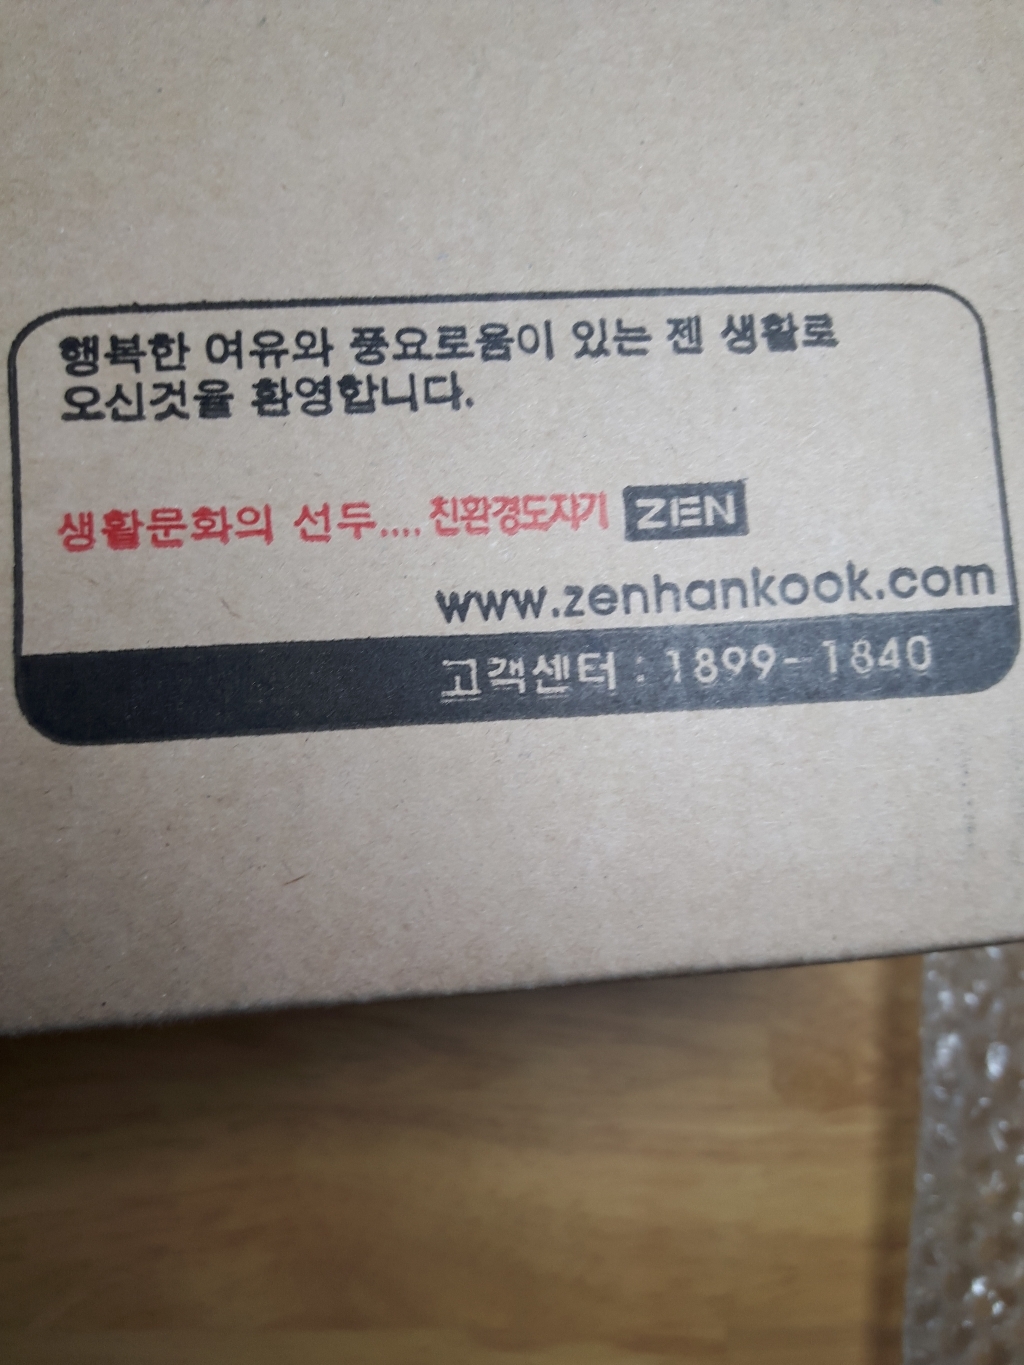 행복한 여유와 풍요로움이 있는 젠 생활로
오신것을 환영합니다.
생활문화의 선두.... 친환경도자기 ZEN
www.zenhankook.com
고객센터 : 1899-1840